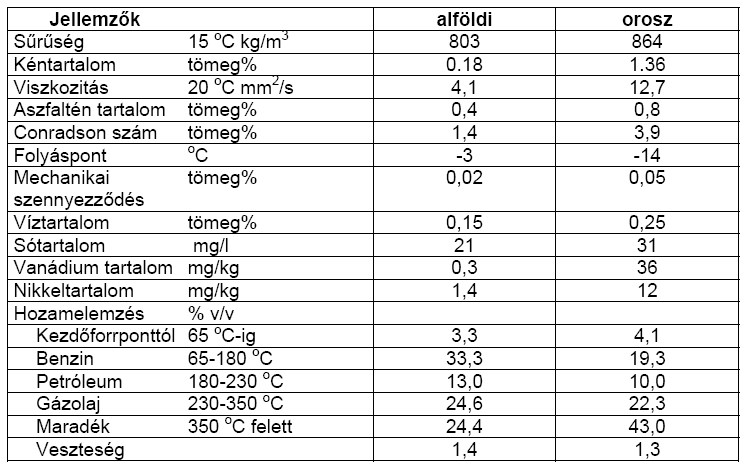 Jellemzők alföldi orosz
Sűrűség 15 °C kg/m³ 803 864
Kéntartalom tömeg% 0.18 1.36
Viszkozitás 20 °C mm²/s 4,1 12,7
Aszfaltén tartalom tömeg% 0,4 0,8
Conradson szám tömeg% 1,4 3,9
Folyáspont °C -3 -14
Mechanikai tömeg% 0,02 0,05
szennyezződés
Víztartalom tömeg% 0,15 0,25
Sótartalom mg/l 21 31
Vanádium tartalom mg/kg 0,3 36
Nikkeltartalom mg/kg 1,4 12
Hozamelemzés % v/v
Kezdőforrponttól 65 °C-ig 3,3 4,1
Benzin 65-180 °C 33,3 19,3
Petróleum 180-230 °C 13,0 10,0
Gázolaj 230-350 °C 24,6 22,3
Maradék 350 °C felett 24,4 43,0
Veszteség 1,4 1,3